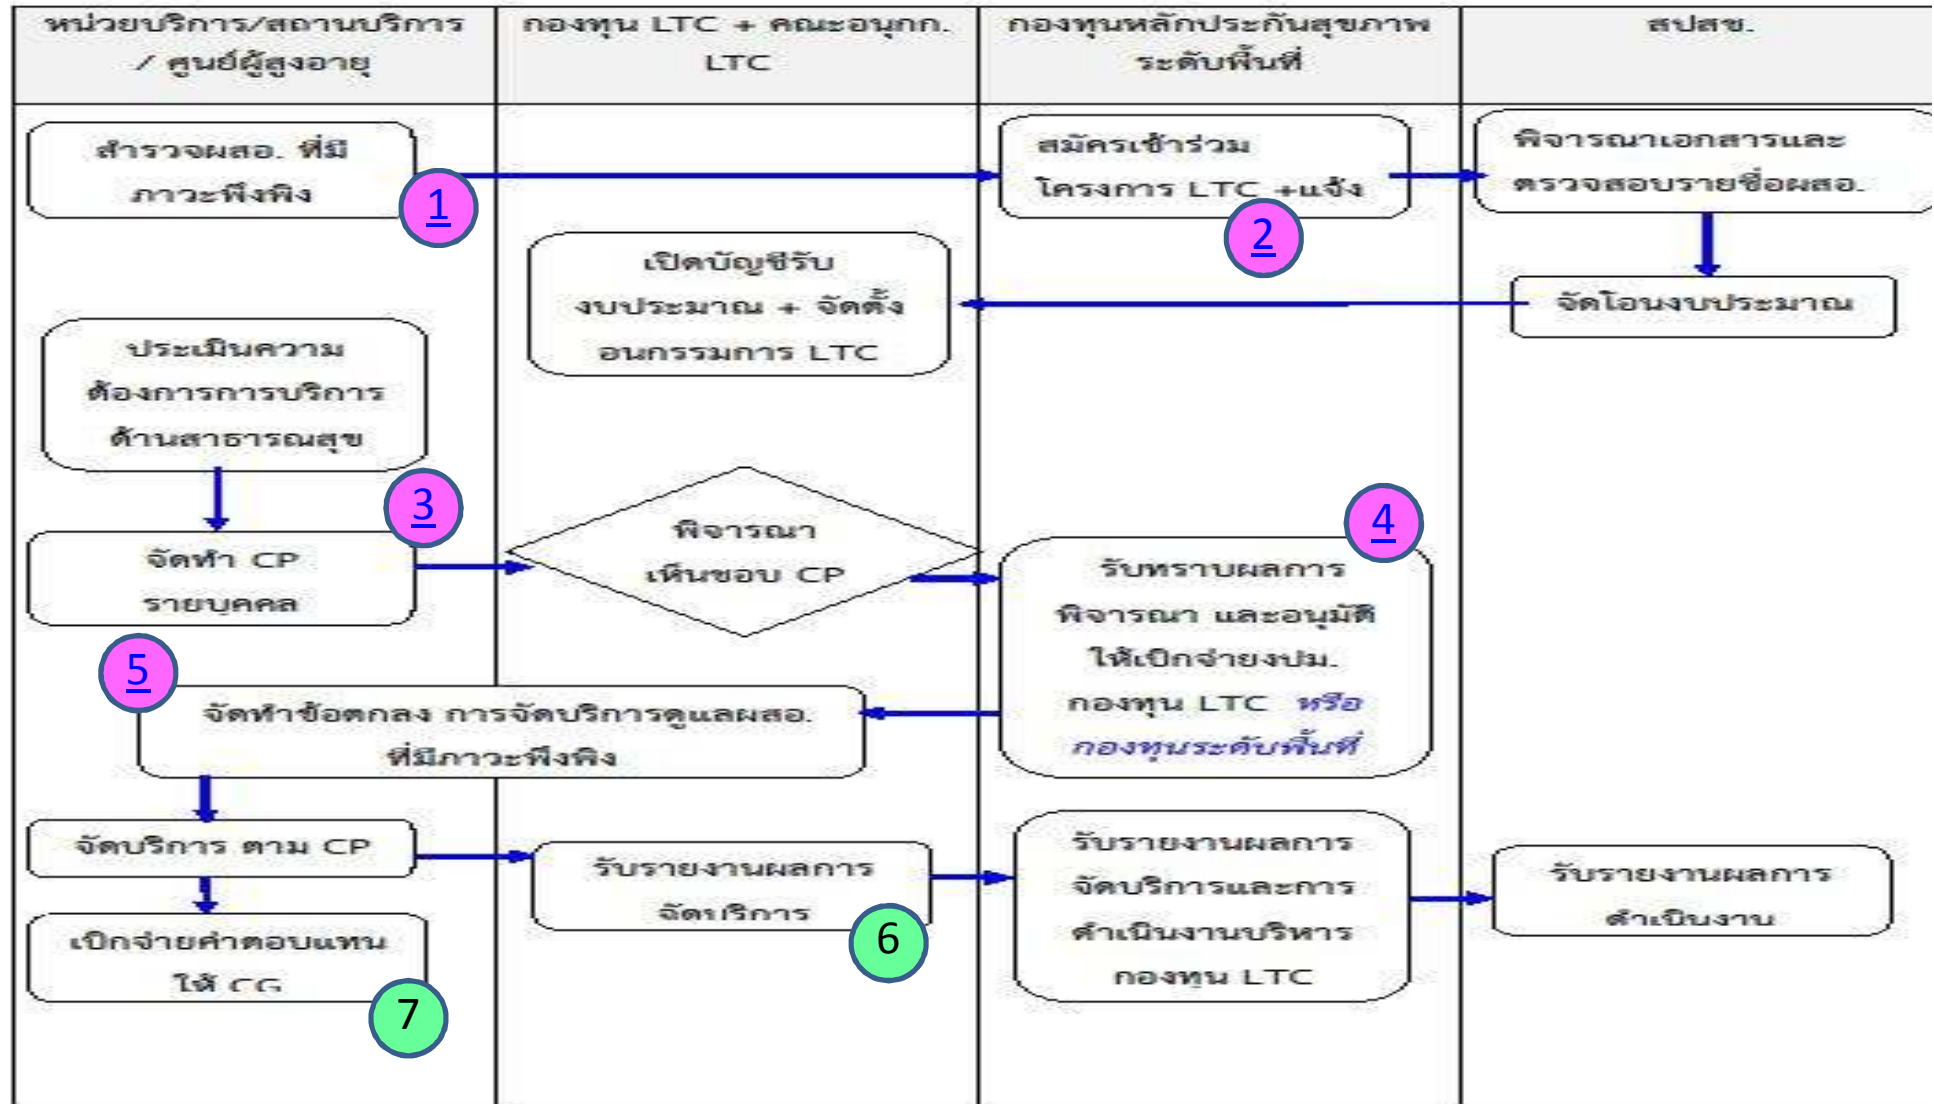 หน่วยบริการ/สถานบริการ
/ ศูนย์ผู้สูงอายุ
กองทุน LTC + คณะอนุกก.
LTC
กองทุนหลักประกันสุขภาพ
ระดับพื้นที่
สปสช.
สำรวจผสอ. ที่มี
ภาวะพึ่งพิง
1
สมัครเข้าร่วม
โครงการ LTC +แจ้ง
2
พิจารณาเอกสารและ
ตรวจสอบรายชื่อผสอ.
เปิดบัญชีรับ
งบประมาณ + จัดตั้ง
อนกรรมการ LTC
จัดโอนงบประมาณ
ประเมินความ
ต้องการการบริการ
ด้านสาธารณสุข
3
จัดทำ CP
รายบุคคล
พิจารณา
เห็นชอบ CP
4
รับทราบผลการ
พิจารณา และอนุมัติ
ให้เบิกจ่ายงปม.
กองทุน LTC หรือ
กองทุนระดับพื้นที่
5
จัดทำข้อตกลง การจัดบริการดูแลผสอ.
ที่มีภาวะพึ่งพิง
จัดบริการ ตาม CP
รับรายงานผลการ
จัดบริการ
6
รับรายงานผลการ
จัดบริการและการ
ดำเนินงานบริหาร
กองทุน LTC
รับรายงานผลการ
ดำเนินงาน
เบิกจ่ายค่าตอบแทน
ให้ CG
7